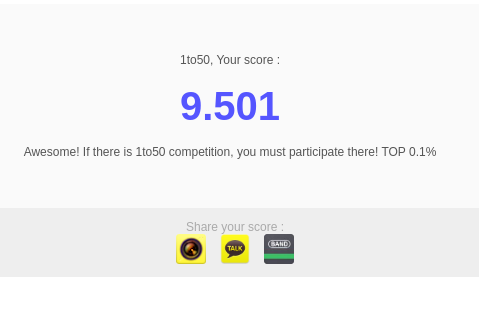 1to50, Your score :
9.501
Awesome! If there is 1to50 competition, you must participate there! TOP 0.1%
Share your score :
TALK
BAND